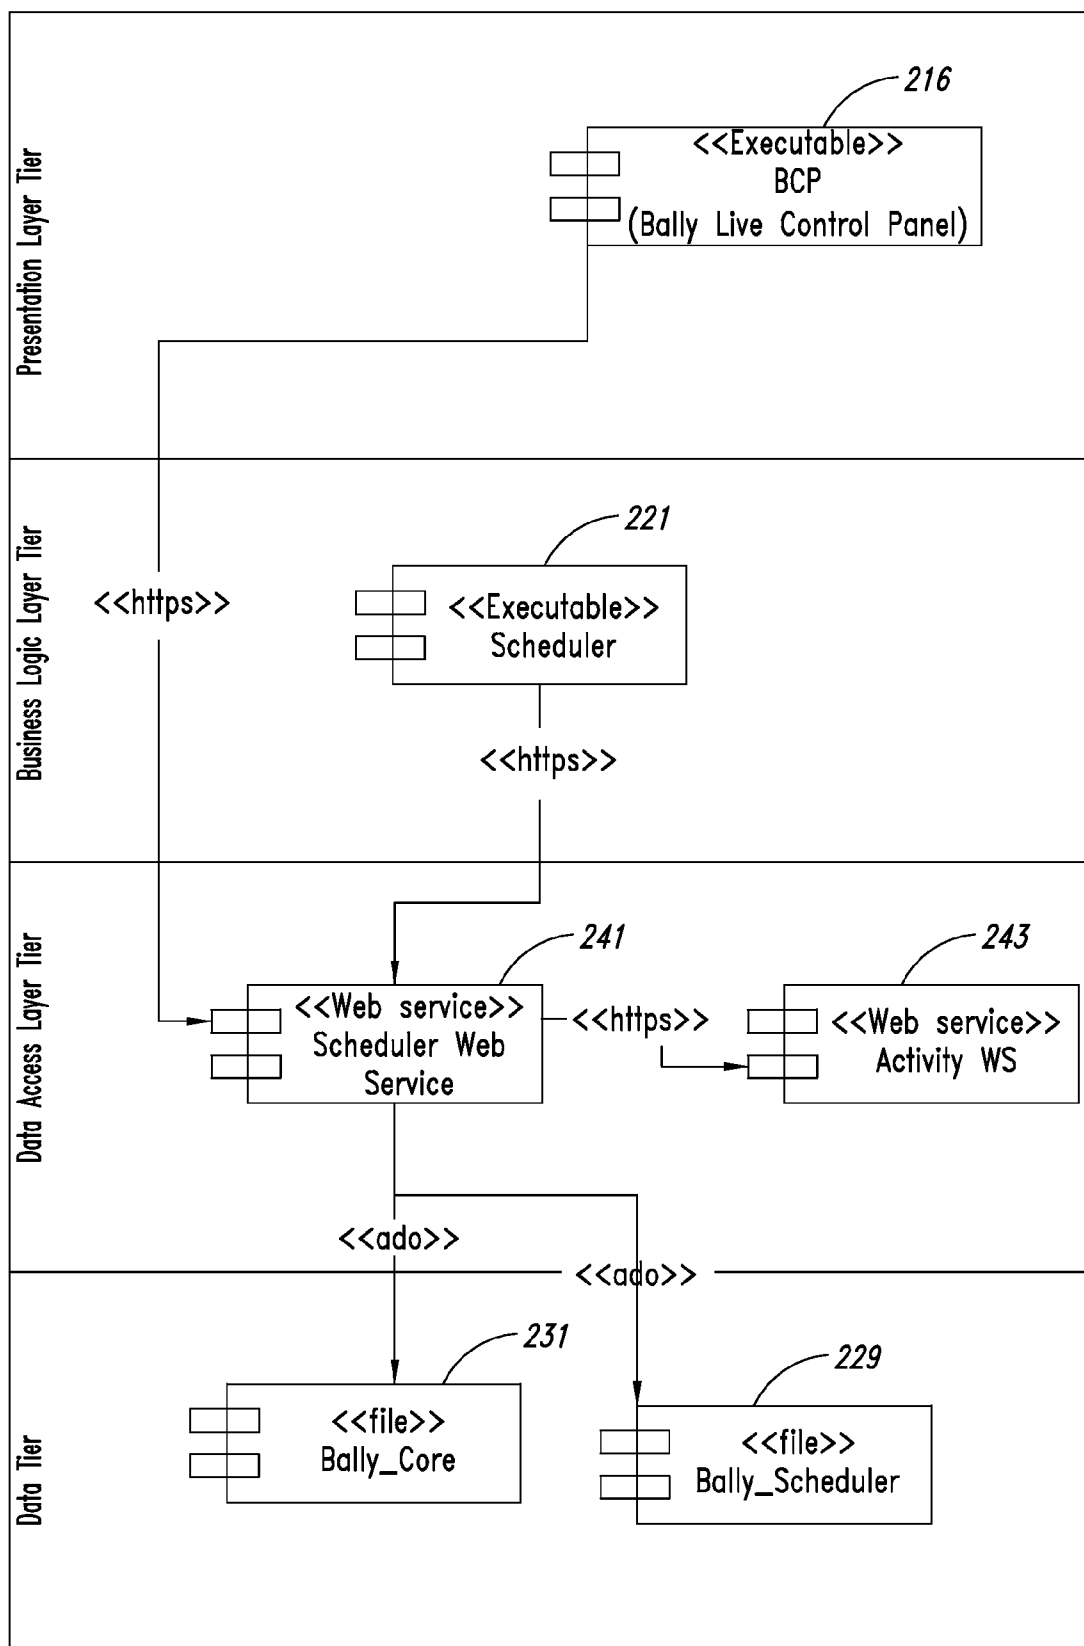 Presentation Layer Tier
216
<<Executable>>
BCP
(Bally Live Control Panel)
Business Logic Layer Tier
<<https>>
221
<<Executable>>
Scheduler
<<https>>
Data Access Layer Tier
241
<<Web service>>
Scheduler Web
Service
<<https>>
243
<<Web service>>
Activity WS
<<ado>>
<<ado>>
Data Tier
231
<<file>>
Bally_Core
229
<<file>>
Bally_Scheduler